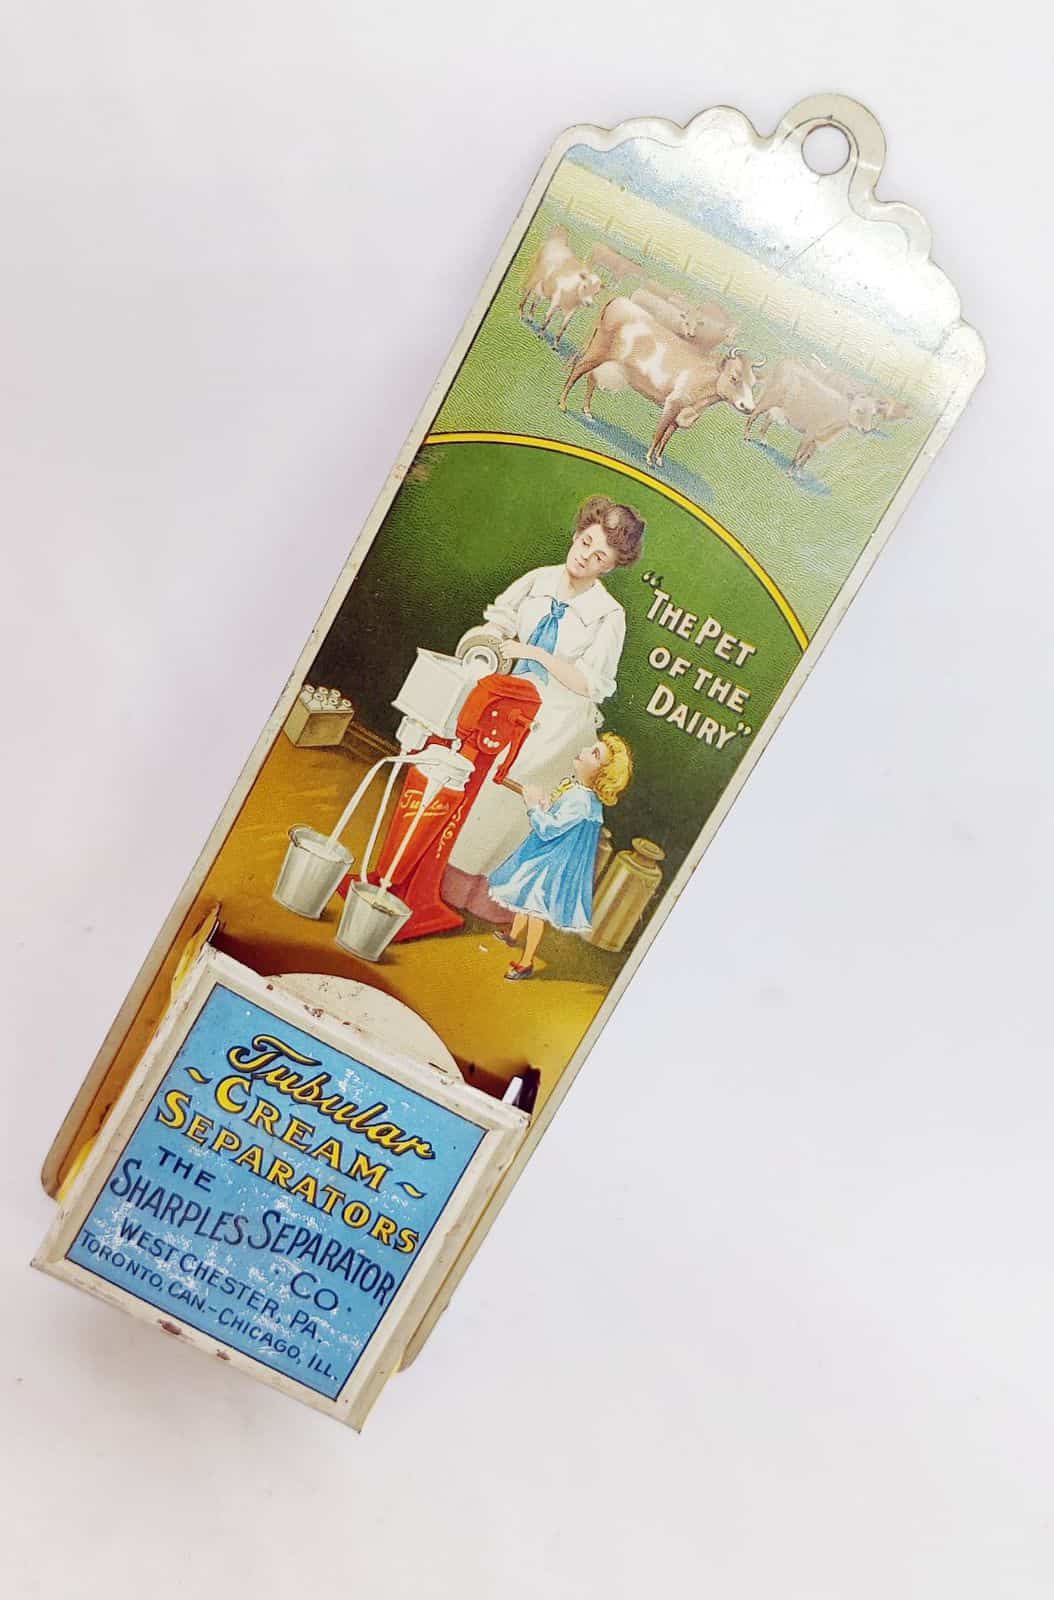 "THE PET
OF THE
DAIRY"
Tubular
Tubular
~CREAM~
SEPARATORS
THE
SHARPLES SEPARATOR
CO.
WEST CHESTER, PA.
TORONTO, CAN.-CHICAGO, ILL.